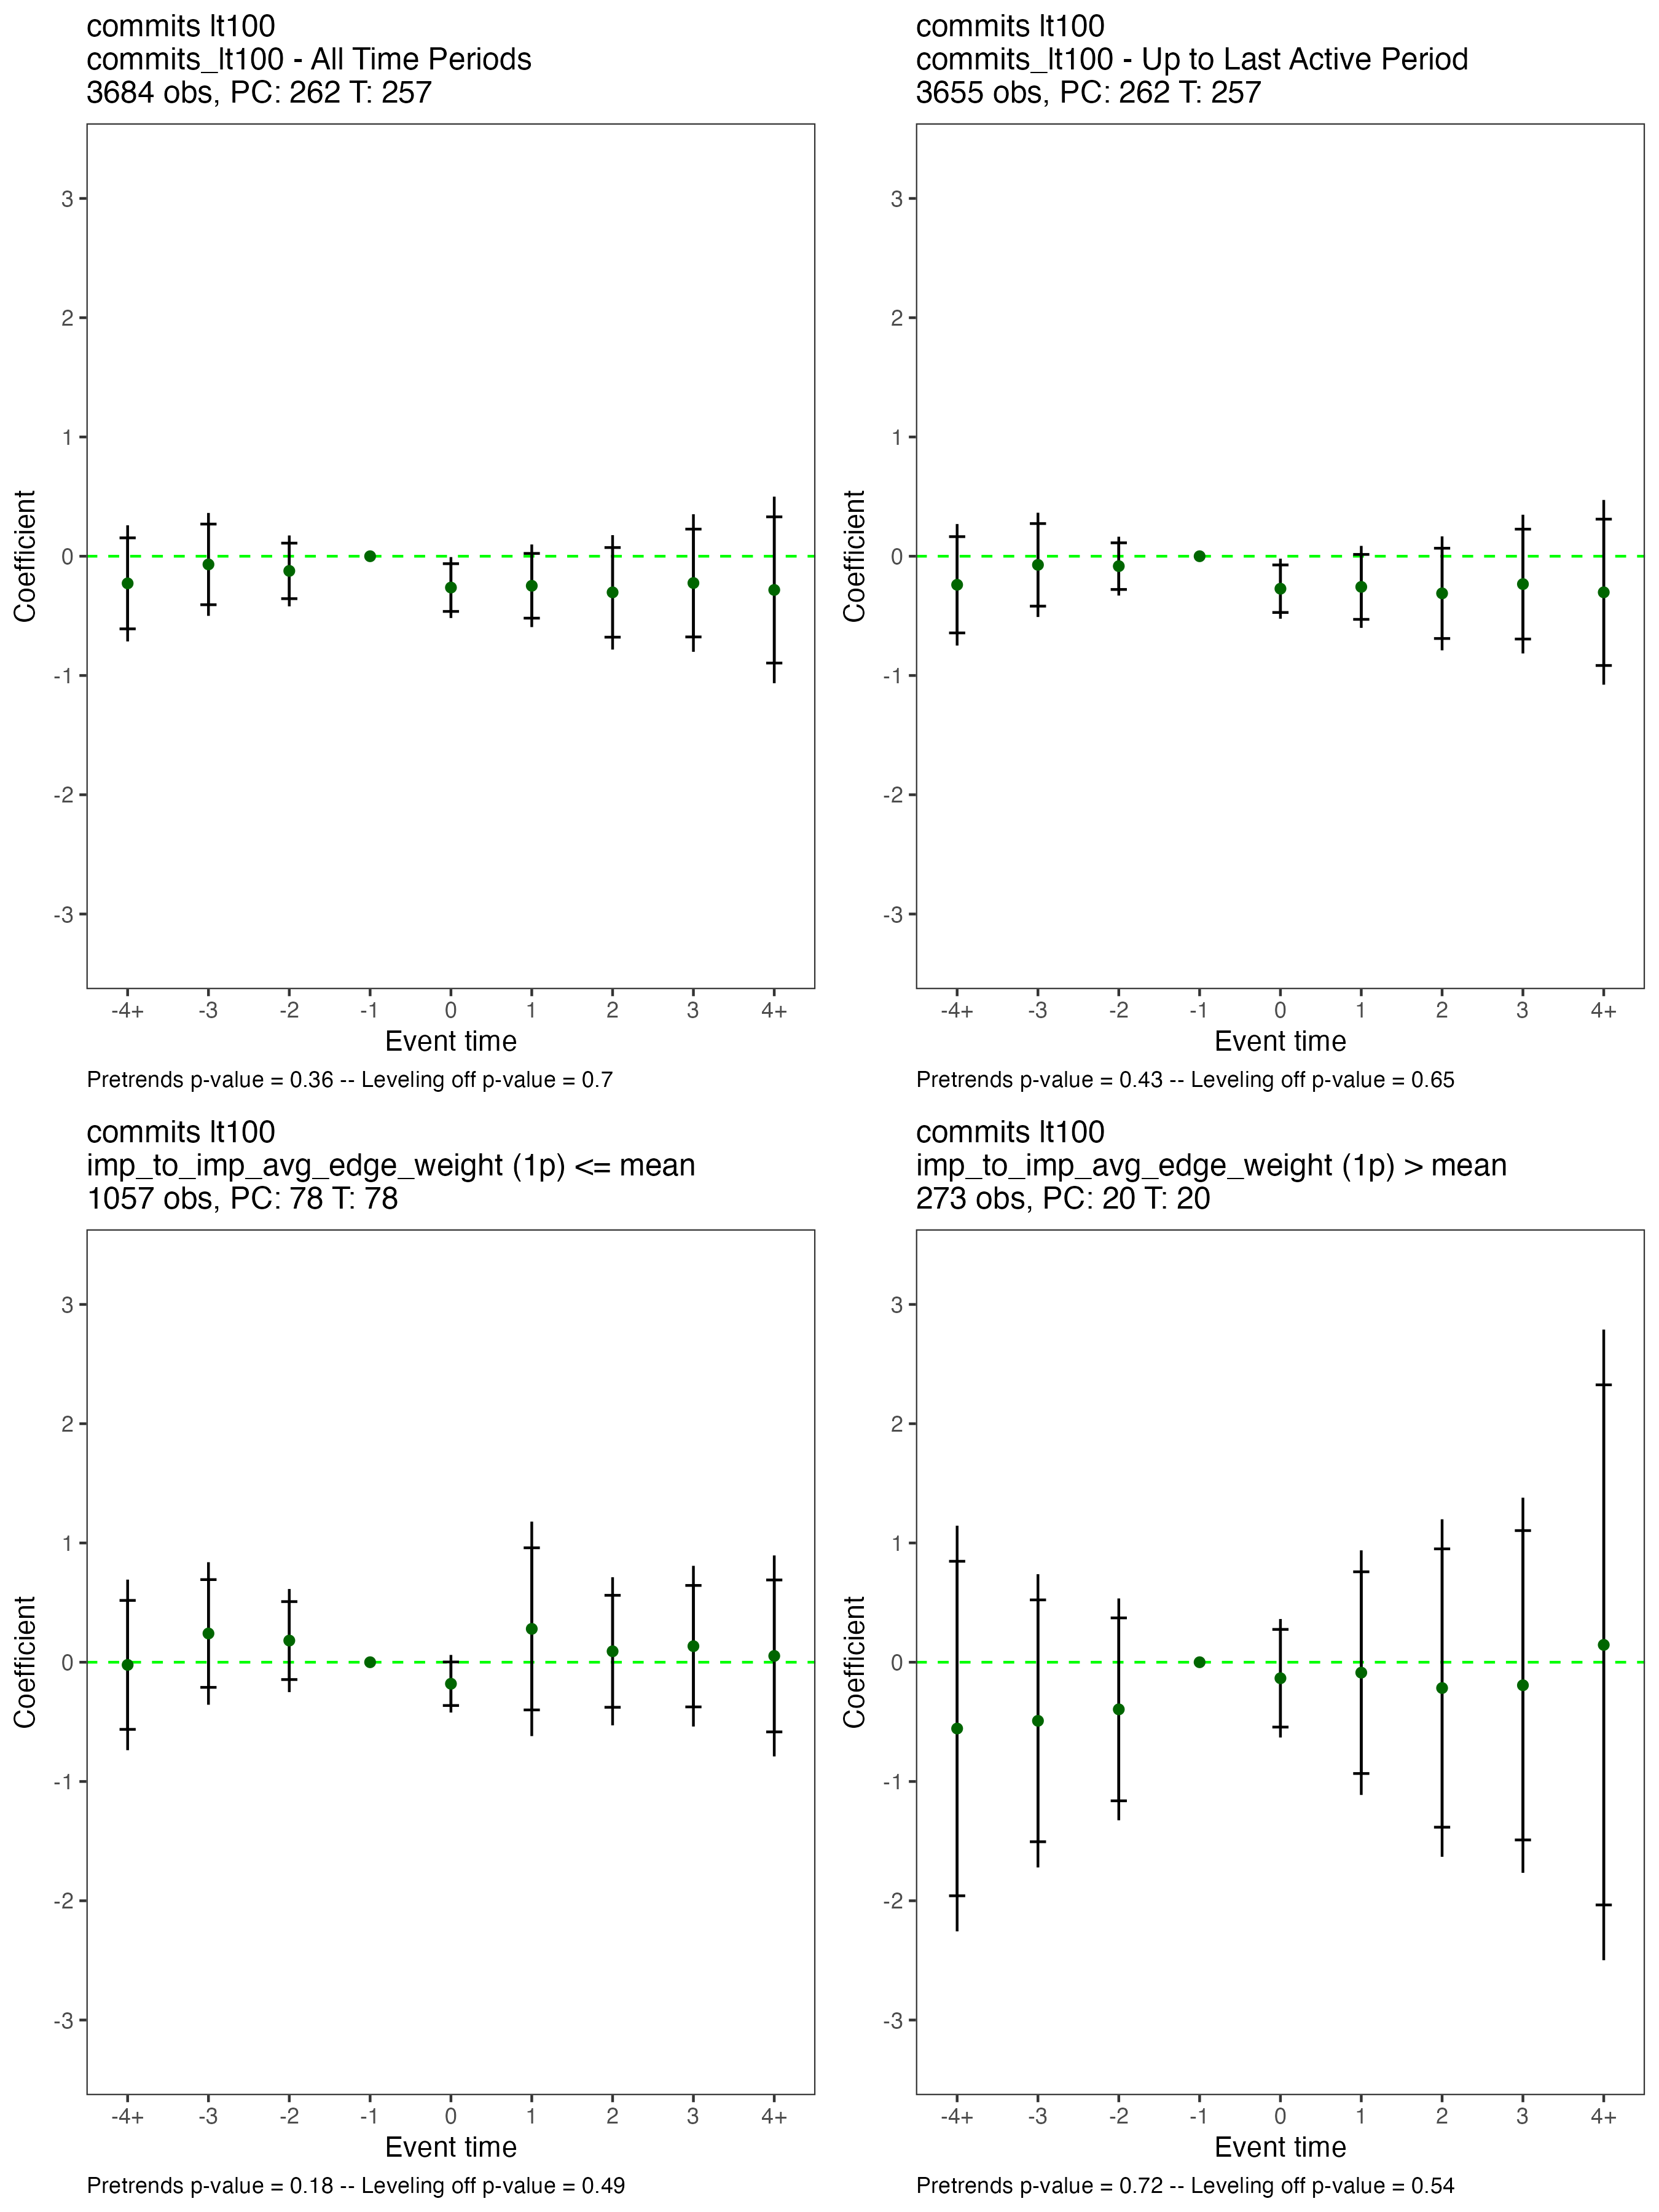 commits lt100
commits_lt100 - All Time Periods
3684 obs, PC: 262 T: 257
3
2
1
0
-1
-2
-3
Coefficient
-4+ -3 -2 -1 0 1 2 3 4+
Event time
Pretrends p-value = 0.36 -- Leveling off p-value = 0.7
commits lt100
commits_lt100 - Up to Last Active Period
3655 obs, PC: 262 T: 257
3
2
1
0
-1
-2
-3
Coefficient
-4+ -3 -2 -1 0 1 2 3 4+
Event time
Pretrends p-value = 0.43 -- Leveling off p-value = 0.65
commits lt100
imp_to_imp_avg_edge_weight (1p) <= mean
1057 obs, PC: 78 T: 78
3
2
1
0
-1
-2
-3
Coefficient
-4+ -3 -2 -1 0 1 2 3 4+
Event time
Pretrends p-value = 0.18 -- Leveling off p-value = 0.49
commits lt100
imp_to_imp_avg_edge_weight (1p) > mean
273 obs, PC: 20 T: 20
3
2
1
0
-1
-2
-3
Coefficient
-4+ -3 -2 -1 0 1 2 3 4+
Event time
Pretrends p-value = 0.72 -- Leveling off p-value = 0.54